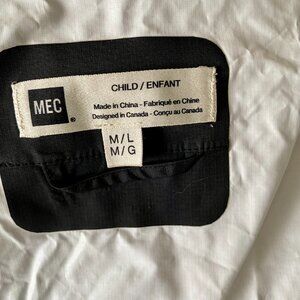 MEC
®
CHILD / ENFANT
Made in China - Fabriqué en Chine
Designed in Canada - Conçu au Canada
M/L
M/G